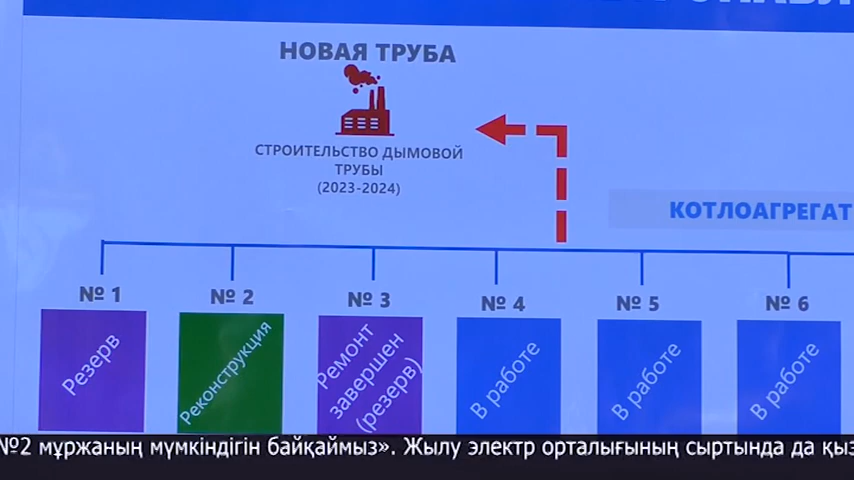 НОВАЯ ТРУБА
СТРОИТЕЛЬСТВО ДЫМОВОЙ
ТРУБЫ
(2023-2024)
КОТЛОАГРЕГАТ
№ 1
№ 2
№ 3
№ 4
№ 5
№ 6
Резерв
Реконструкция
Ремонт
завершен
(резерв)
В работе
В работе
В работе
№2 мұржаның мүмкіндігін байқаймыз». Жылу электр орталығының сыртында да